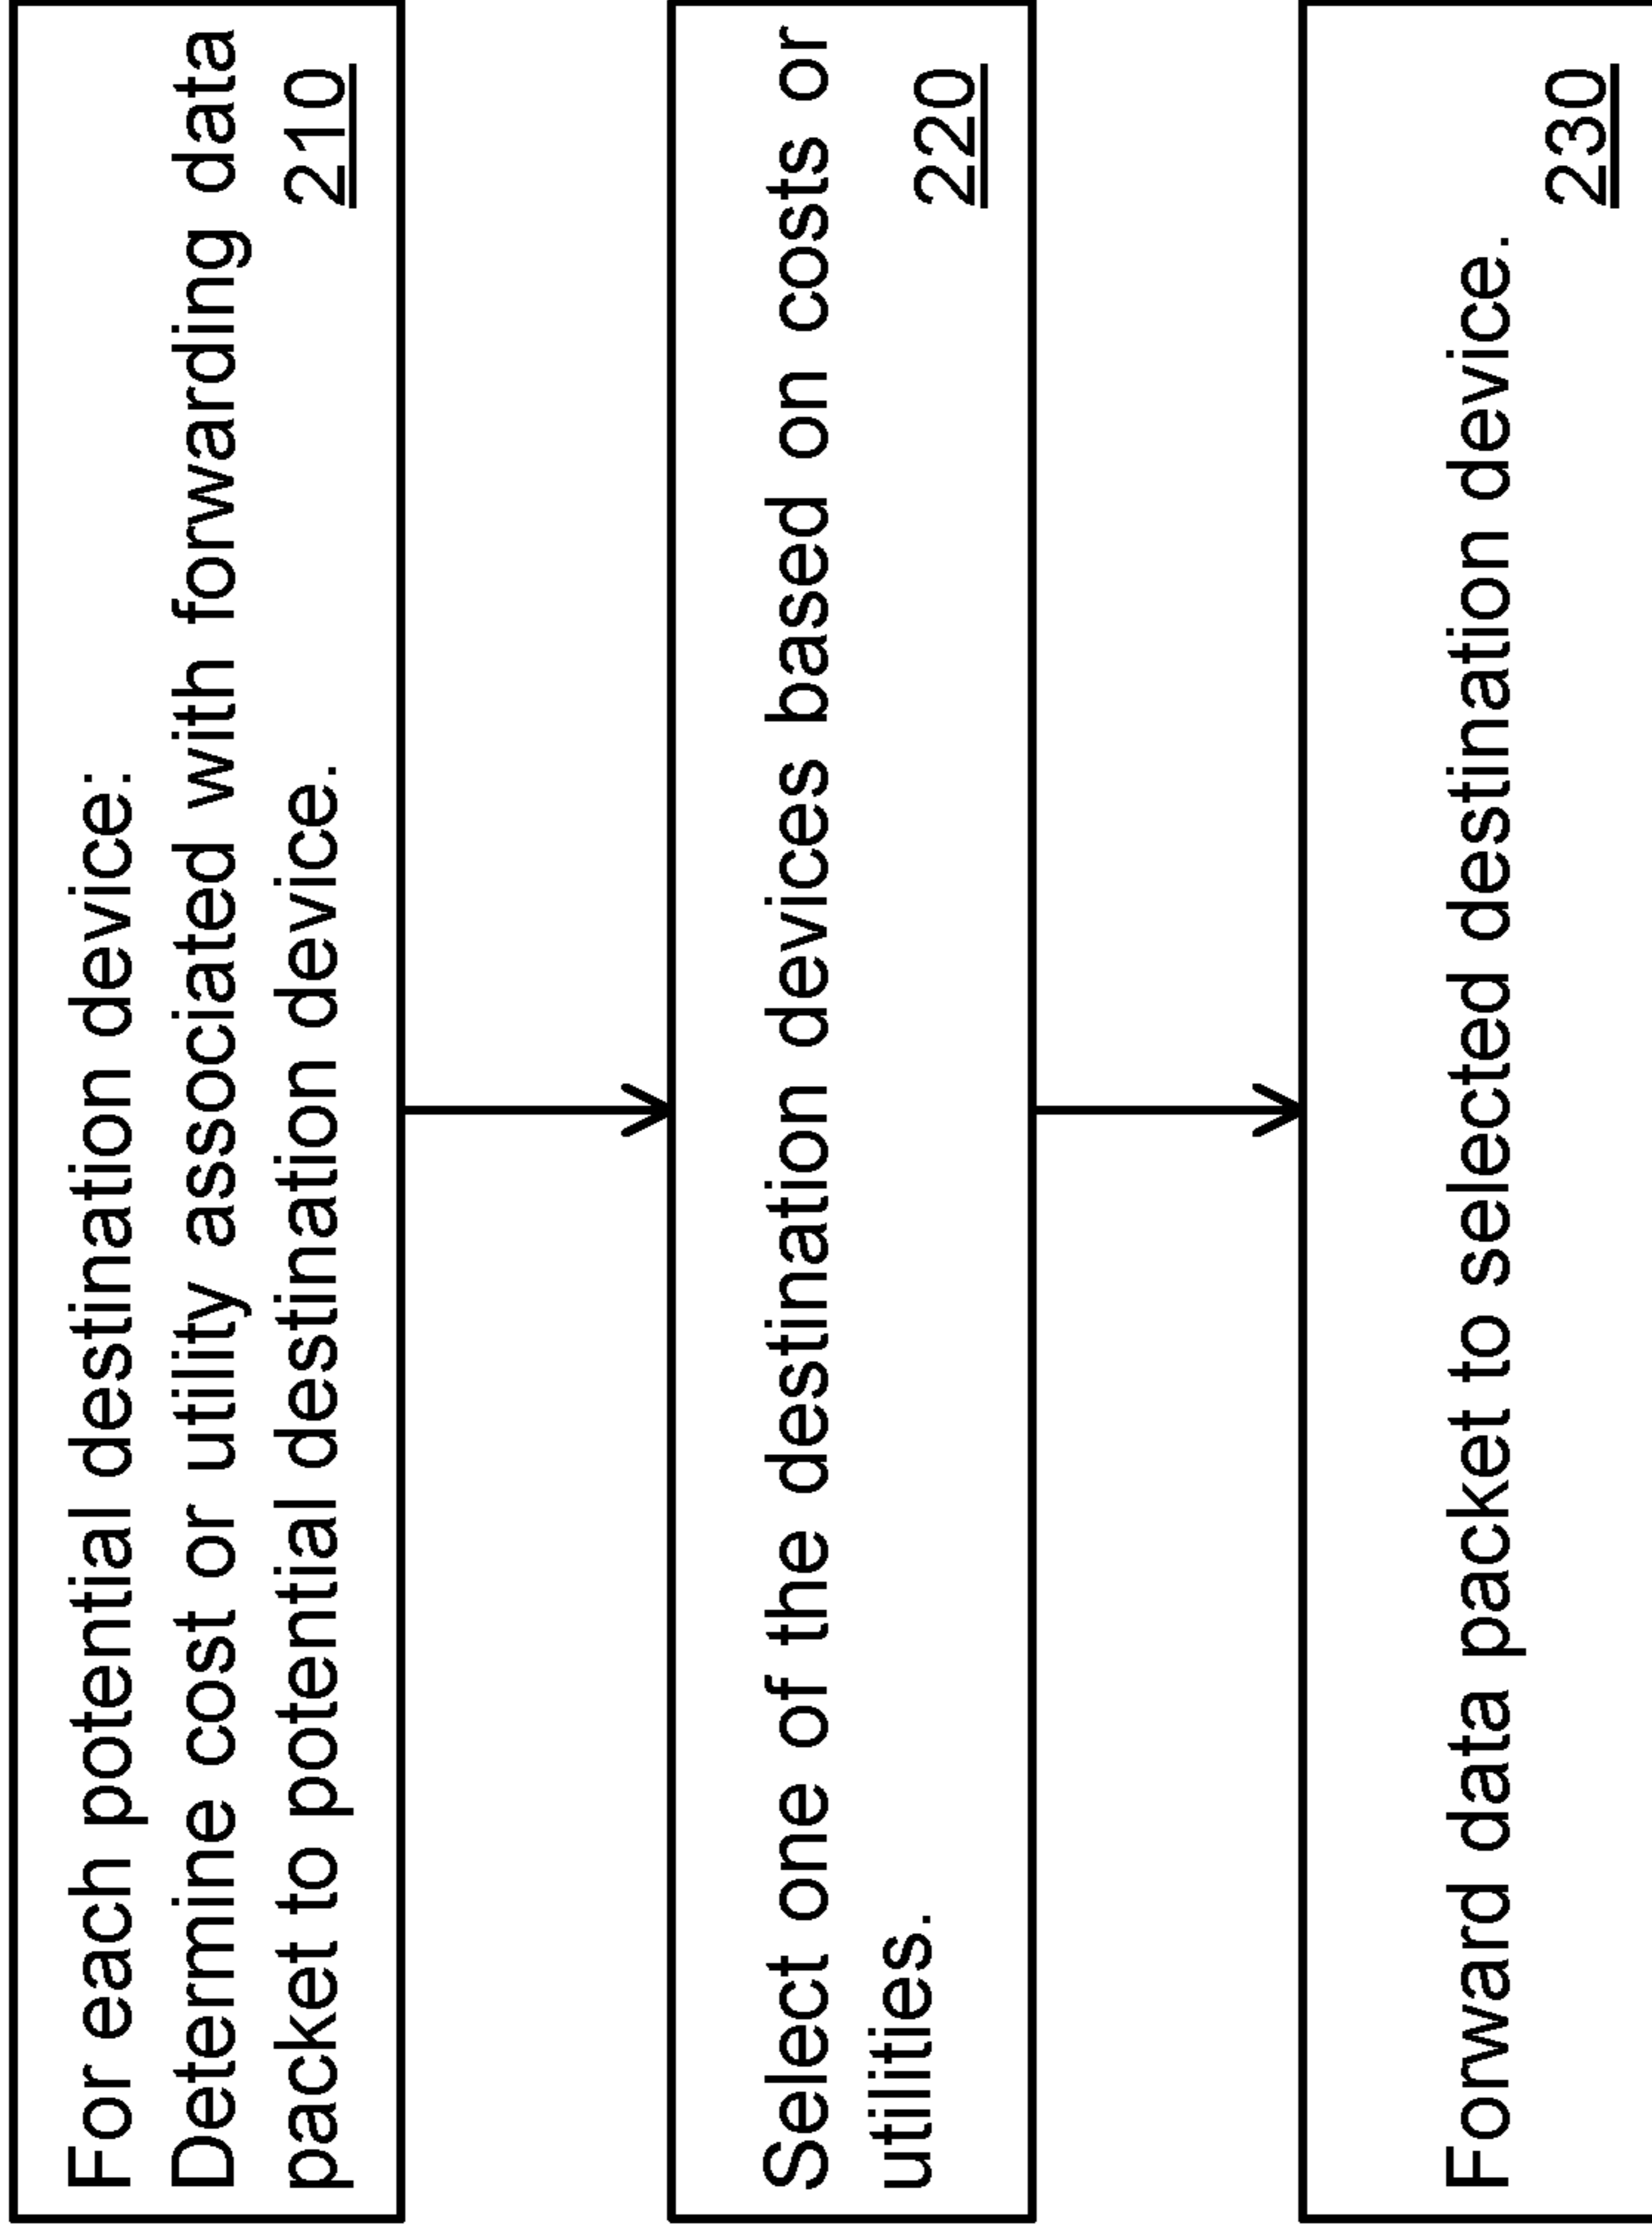 For each potential destination device:
Determine cost or utility associated with forwarding data
packet to potential destination device.
210
Select one of the destination devices based on costs or
utilities.
220
Forward data packet to selected destination device.
230